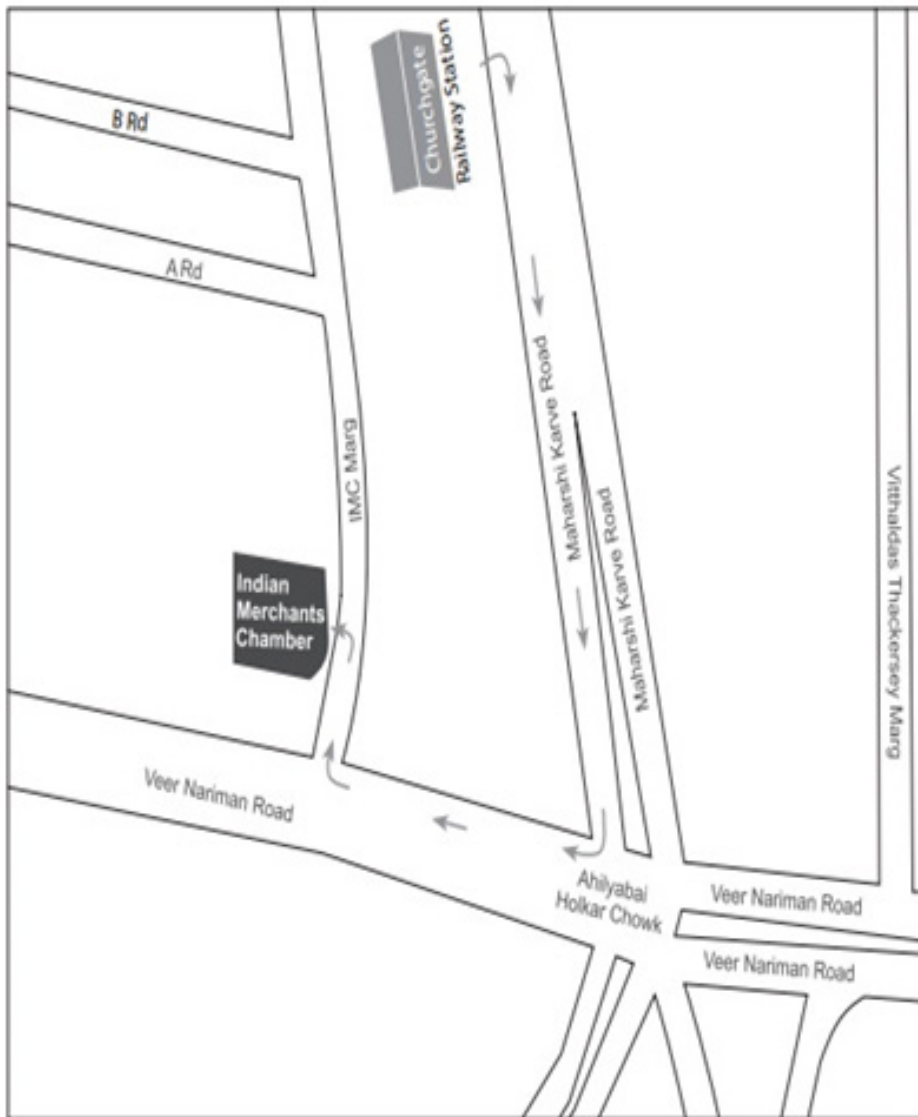 Churchgate
Railway Station
B Rd
A Rd
IMC Marg
Maharshi Karve Road
Maharshi Karve Road
Vitthaldas Thackersey Marg
Indian
Merchants
Chamber
Veer Nariman Road
Ahilyabai
Holkar Chowk
Veer Nariman Road
Veer Nariman Road